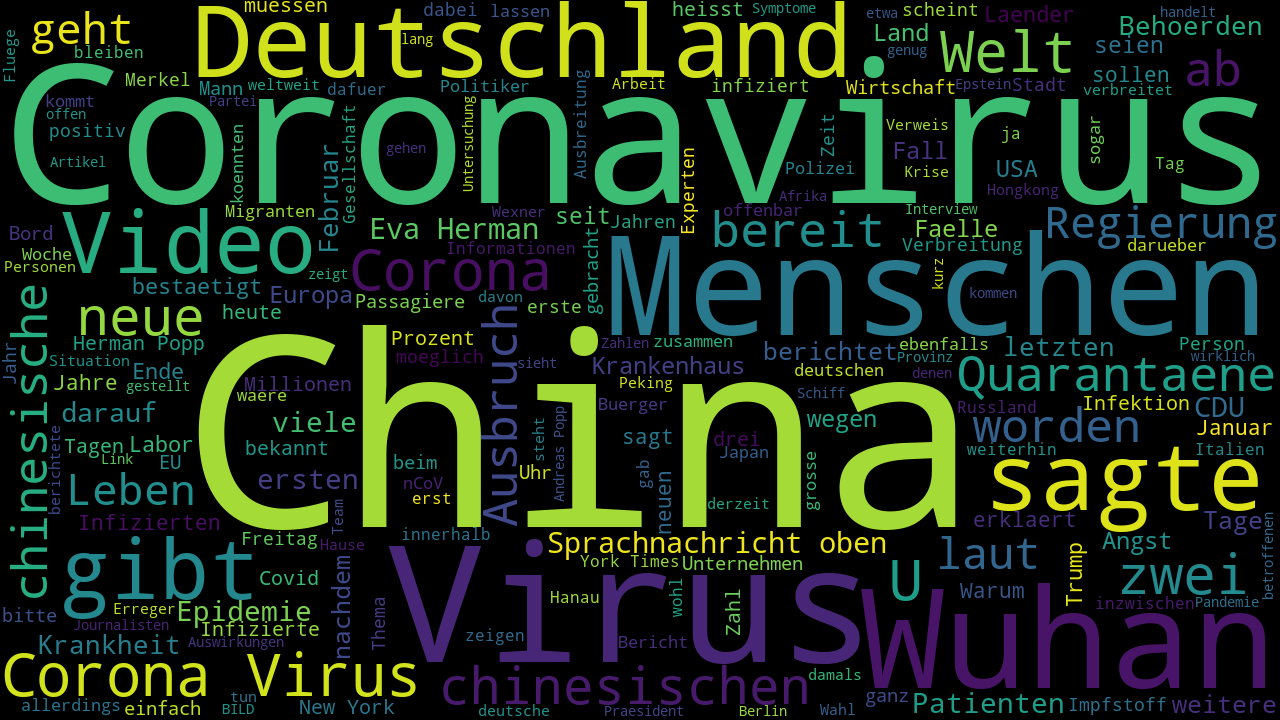 muessen
dabei
lassen
heisst
Symptome
etwa
scheint
Laender
handelt
Behoerden
geht
Deutschland
lang
Land
genug
Welt
seien
Fluege
bleiben
Merkel
Mann
weltweit
dafuer
Politiker
Arbeit
infiziert
Wirtschaft
Epstein
Stadt
sollen
verbreitet
ab
kommt
Partei
offen
positiv
Artikel
koennten
Gesellschaft
gehen
Untersuchung
Ausbreitung
Coronavirus
Zeit
Verweis
ja
sogar
Fall
Krise
USA
Tag
Polizei
Experten
Afrika
Hongkong
Migranten
Februar
Wexner
seit
Jahren
offenbar
Interview
Regierung
Bord
Video
Eva Herman
Informationen
bereit
Faelle
Verbreitung
darueber
Woche
Personen
zeigt
Corona
gebracht
Menschen
kurz
kommen
bestaetigt
Europa
Passagiere
davon
erste
chinesische
neue
heute
Ausbruch
Prozent
Zahlen
zusammen
Herman Popp
moeglich
sieht
berichtet
ebenfalls
letzten
Person
wirklich
Jahr
Situation
Ende
Krankenhaus
Provinz
Jahre
gestellt
Millionen
waere
China
Peking
deutschen
denen
Quarantaene
Schiff
Buerger
darauf
viele
wegen
Russland
Infektion
CDU
worden
Januar
Tagen
Labor
bekannt
steht
Andreas Popp
sagt
drei
Japan
weiterhin
Italien
berichtete
Link
EU
beim
Uhr
gab
neuen
grosse
sagte
Leben
ersten
nCoV
erst
derzeit
Infizierten
Team
innerhalb
erklaert
Tage
Freitag
Hause
Sprachnachricht oben
laut
Angst
betroffenen
gibt
nachdem
York Times
Unternehmen
Trump
zwei
Covid
Virus
U
Warum
Hanau
wohl
Zahl
inzwischen
Pandemie
bitte
Erreger
Epidemie
Journalisten
Infizierte
Thema
zeigen
Wuhan
Krankheit
Auswirkungen
Bericht
Corona Virus
chinesischen
damals
allerdings
einfach
tun
BILD
New York
deutsche
Praesident
Berlin
Wahl
ganz
Patienten
Impfstoff
weitere